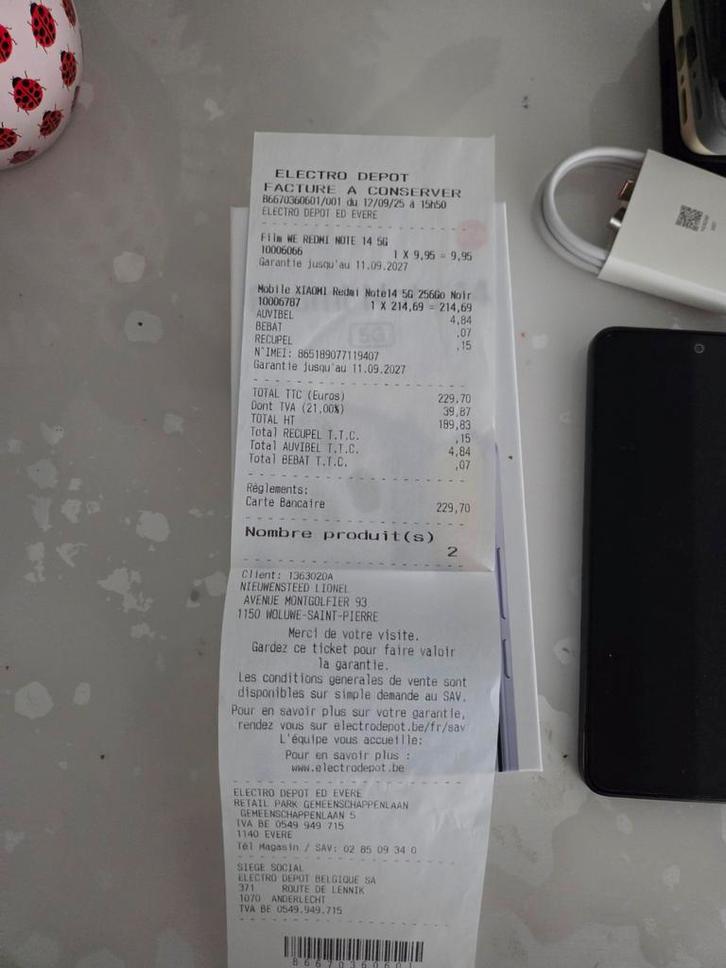 ELECTRO DEPOT
FACTURE A CONSERVER
86670360601/001 du 12/09/25 à 15h50
ELECTRO DEPOT ED EVERE
Film WE REDMI NOTE 14 5G
10006066 1 X 9,95 = 9,95
Garantie jusqu'au 11.09.2027
Mobile XIAOMI Redmi Note14 5G 256Go Noir
10006787 1 X 214,69 = 214,69
AUVIBEL 4,84
BEBAT ,07
RECUPEL ,15
N°IMEI: 865189077119407
Garantie jusqu'au 11.09.2027
TOTAL TTC (Euros) 229,70
Dont TVA (21,00%) 39,87
TOTAL HT 189,83
Total RECUPEL T.T.C. ,15
Total AUVIBEL T.T.C. 4,84
Total BEBAT T.T.C. ,07
Règlements:
Carte Bancaire 229,70
Nombre produit(s)
2
Client: 1363020A
NIEUWENSTEED LIONEL
AVENUE MONTGOLFIER 93
1150 WOLUWE-SAINT-PIERRE
Merci de votre visite.
Gardez ce ticket pour faire valoir
la garantie.
Les conditions generales de vente sont
disponibles sur simple demande au SAV.
Pour en savoir plus sur votre garantie,
rendez vous sur electrodepot.be/fr/sav
L'équipe vous accueille:
Pour en savoir plus :
www.electrodepot.be
ELECTRO DEPOT ED EVERE
RETAIL PARK GEMEENSCHAPPENLAAN
GEMEENSCHAPPENLAAN 5
TVA BE 0549 949 715
1140 EVERE
Tél Magasin / SAV: 02 85 09 34 0
SIEGE SOCIAL
ELECTRO DEPOT BELGIQUE SA
371 ROUTE DE LENNIK
1070 ANDERLECHT
TVA BE 0549.949.715
86670360601